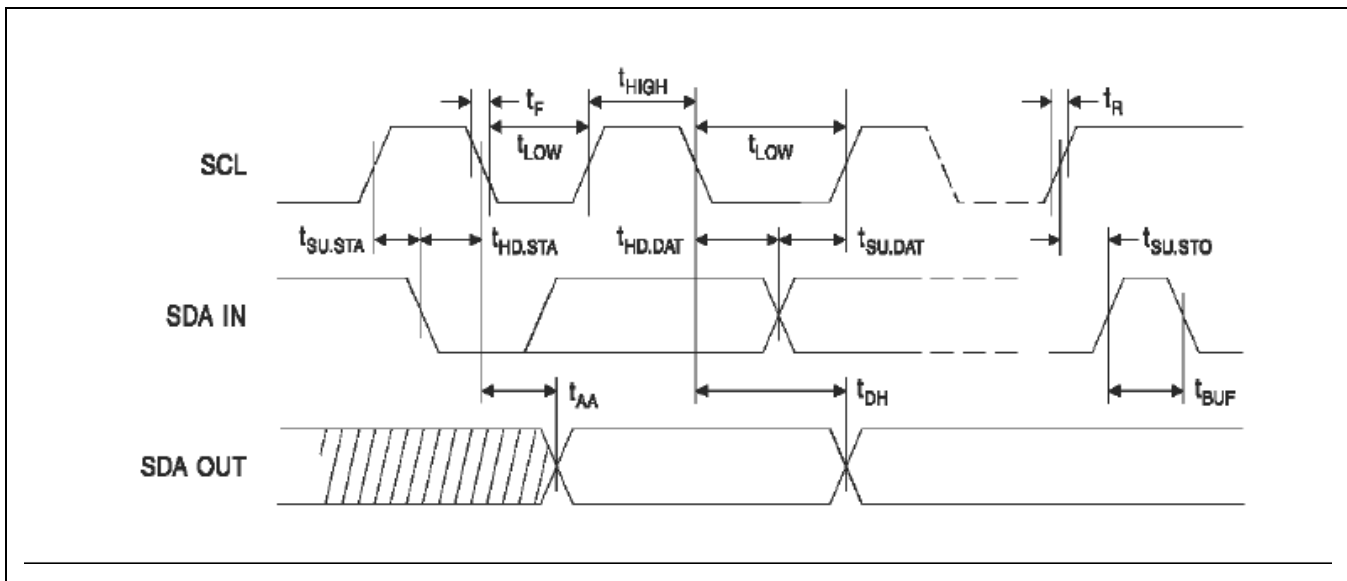 tHIGH
tF
tR
tLOW
tLOW
SCL
tSU.STA
tHD.STA
tHD.DAT
tSU.DAT
tSU.STO
SDA IN
tAA
tDH
tBUF
SDA OUT